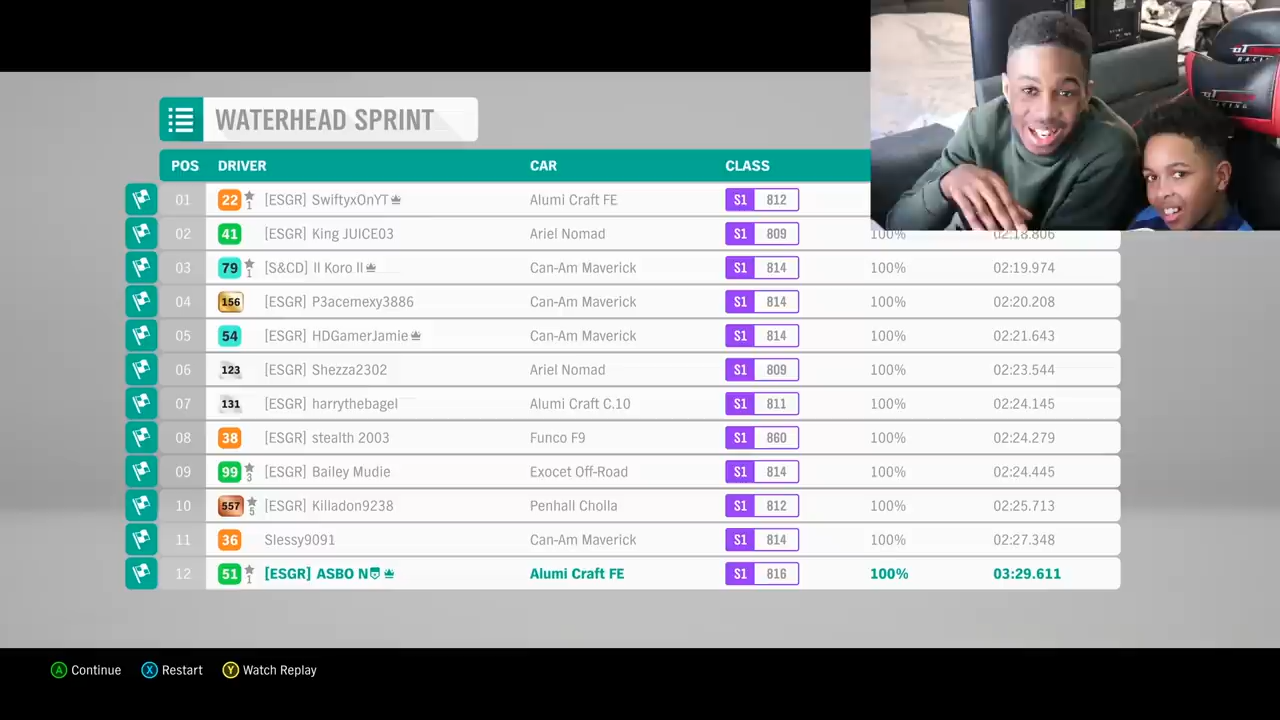 WATERHEAD SPRINT
POS DRIVER CAR CLASS
01 22 1 [ESGR] SwiftyxOnYT Alumi Craft FE S1 812
02 41 [ESGR] King JUICE03 Ariel Nomad S1 809 100% 02:18.806
03 79 1 [S&CD] II Koro II Can-Am Maverick S1 814 100% 02:19.974
04 156 [ESGR] P3acemexy3886 Can-Am Maverick S1 814 100% 02:20.208
05 54 [ESGR] HDGamerJamie Can-Am Maverick S1 814 100% 02:21.643
06 123 [ESGR] Shezza2302 Ariel Nomad S1 809 100% 02:23.544
07 131 [ESGR] harrythebagel Alumi Craft C.10 S1 811 100% 02:24.145
08 38 [ESGR] stealth 2003 Funco F9 S1 860 100% 02:24.279
09 99 3 [ESGR] Bailey Mudie Exocet Off-Road S1 814 100% 02:24.445
10 557 5 [ESGR] Killadon9238 Penhall Cholla S1 812 100% 02:25.713
11 36 Slessy9091 Can-Am Maverick S1 814 100% 02:27.348
12 51 1 [ESGR] ASBO N Alumi Craft FE S1 816 100% 03:29.611
A Continue X Restart Y Watch Replay